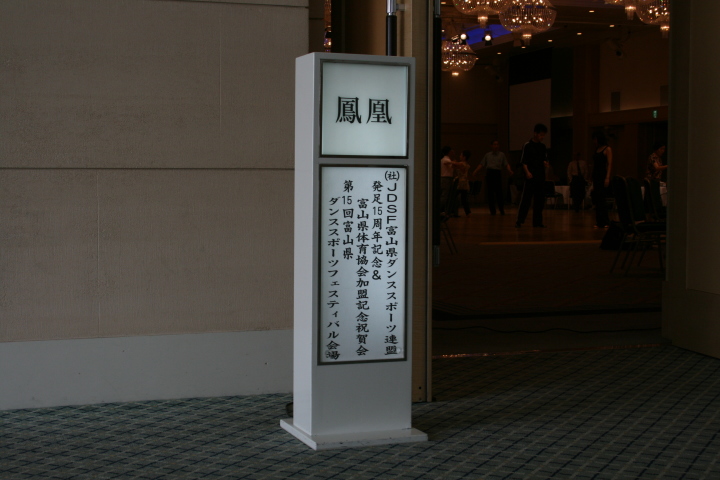 鳳凰
(社)JDSF富山県ダンススポーツ連盟
発足15周年記念&
富山県体育協会加盟記念祝賀会
第15回富山県
ダンススポーツフェスティバル会場